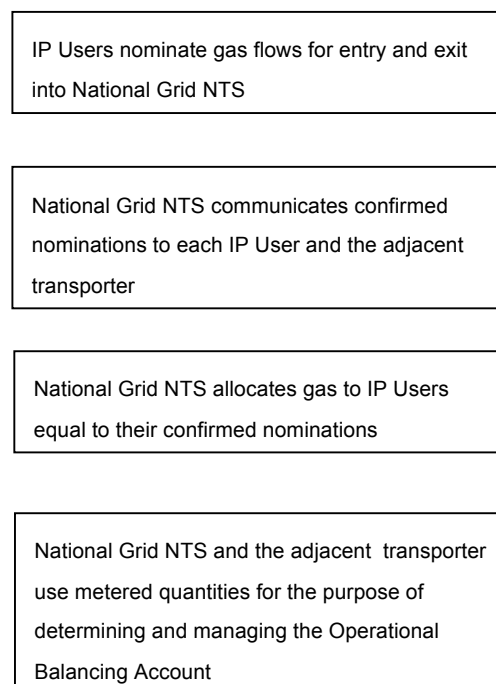 IP Users nominate gas flows for entry and exit
into National Grid NTS
National Grid NTS communicates confirmed
nominations to each IP User and the adjacent
transporter
National Grid NTS allocates gas to IP Users
equal to their confirmed nominations
National Grid NTS and the adjacent transporter
use metered quantities for the purpose of
determining and managing the Operational
Balancing Account